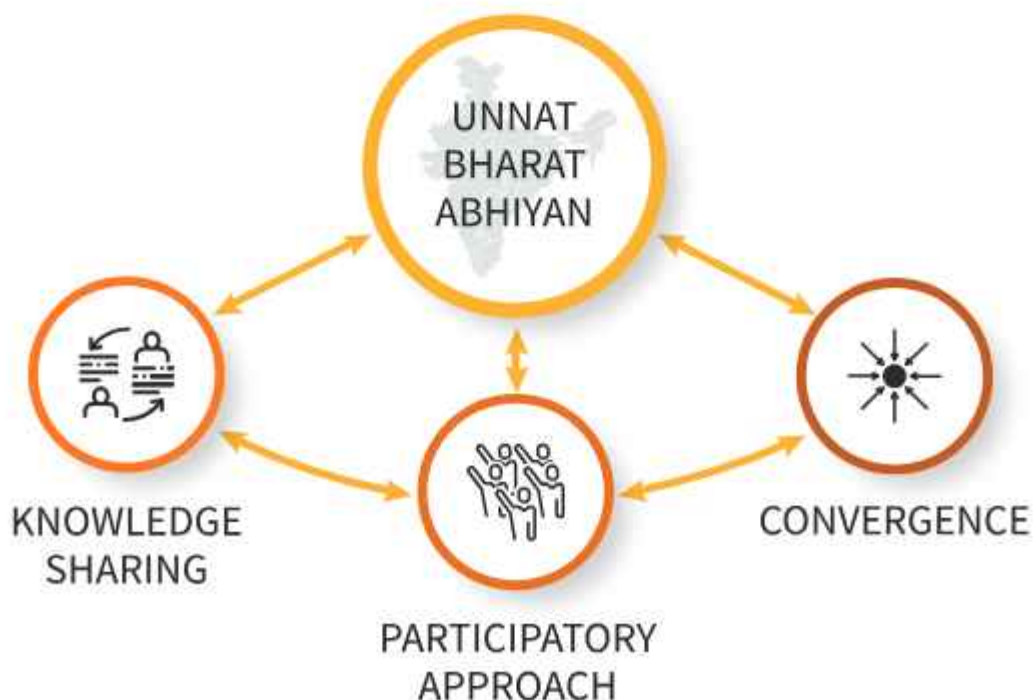 UNNAT
BHARAT
ABHIYAN
KNOWLEDGE
SHARING
PARTICIPATORY
APPROACH
CONVERGENCE